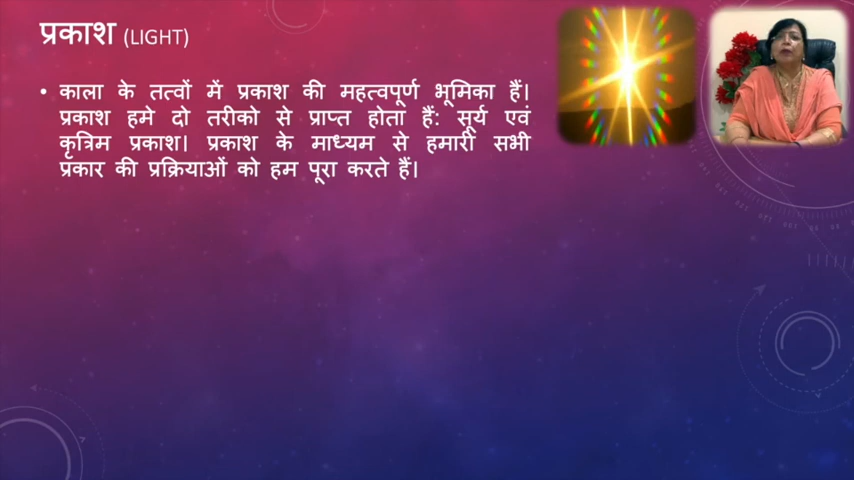 प्रकाश (LIGHT)
• काला के तत्वों में प्रकाश की महत्वपूर्ण भूमिका हैं।
प्रकाश हमे दो तरीको से प्राप्त होता हैं: सूर्य एवं
कृत्रिम प्रकाश। प्रकाश के माध्यम से हमारी सभी
प्रकार की प्रक्रियाओं को हम पूरा करते हैं।